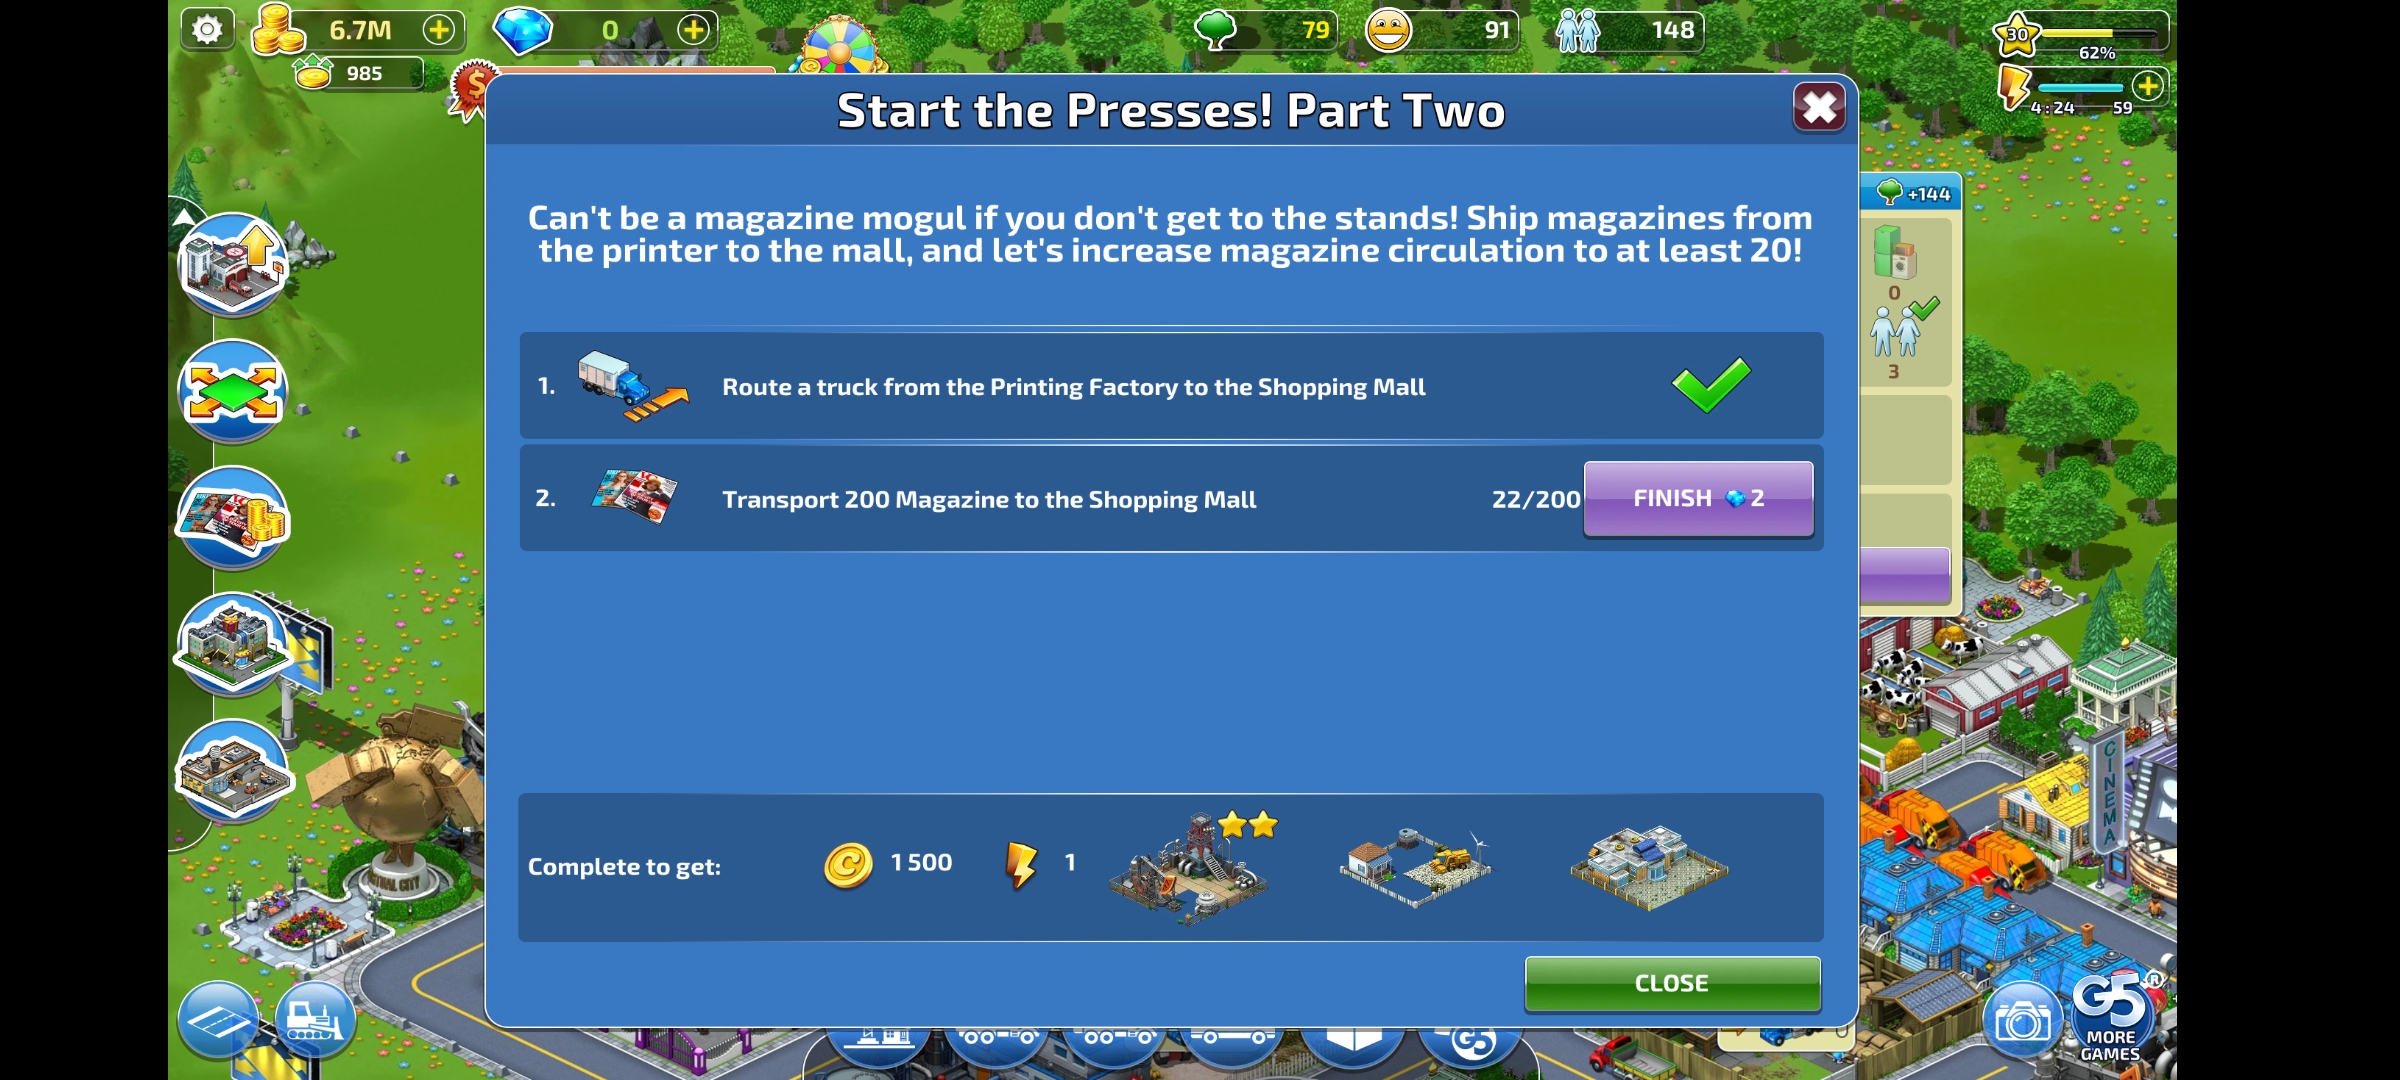 6.7M
0
79
91
148
30
62%
985
4:24 59
Start the Presses! Part Two
Can't be a magazine mogul if you don't get to the stands! Ship magazines from
the printer to the mall, and let's increase magazine circulation to at least 20!
+144
0
3
1. Route a truck from the Printing Factory to the Shopping Mall
2. Transport 200 Magazine to the Shopping Mall 22/200 FINISH 2
Complete to get: 1 500 1
CLOSE
CINEMA
G5
G5®
MORE
GAMES